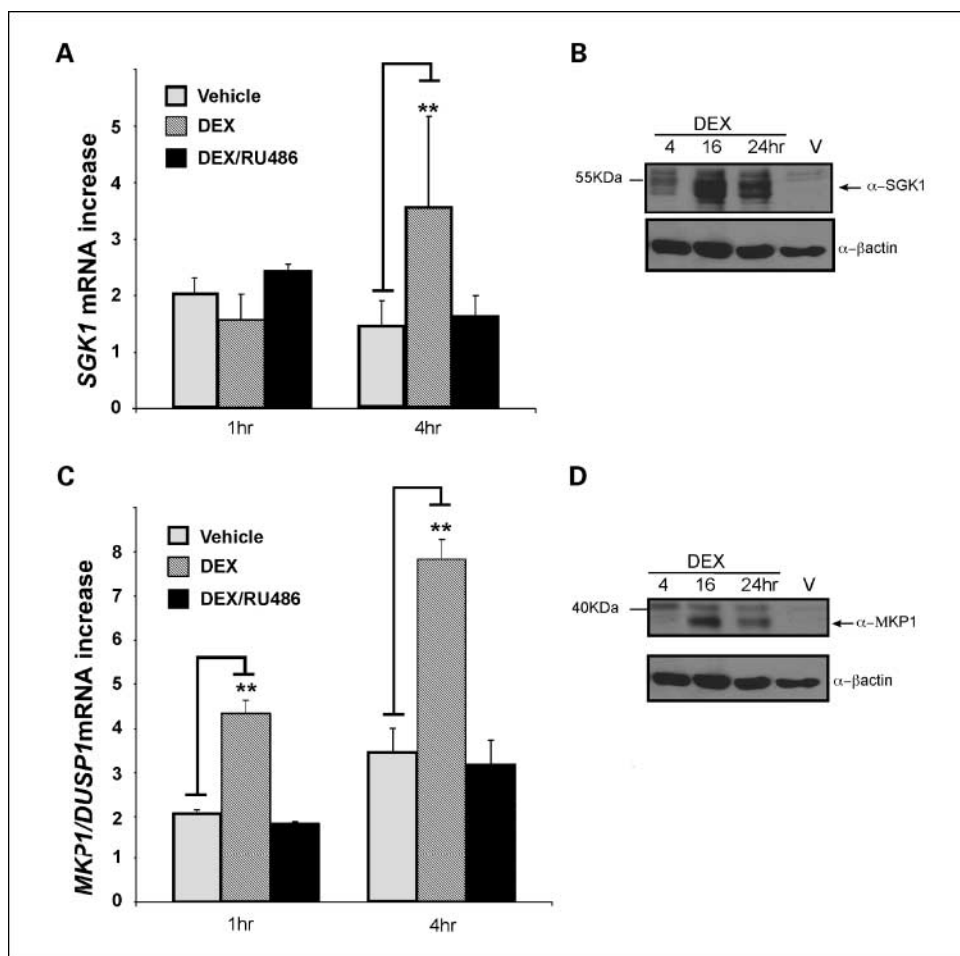 A
Vehicle
DEX
DEX/RU486
**
SGK1 mRNA increase
5
4
3
2
1
0
1hr 4hr
B
DEX
4 16 24hr V
55KDa
α-SGK1
α-βactin
C
Vehicle
DEX
DEX/RU486
**
**
MKP1/DUSP1mRNA increase
8
7
6
5
4
3
2
2
0
1hr 4hr
D
DEX
4 16 24hr V
40KDa
α-MKP1
α-βactin